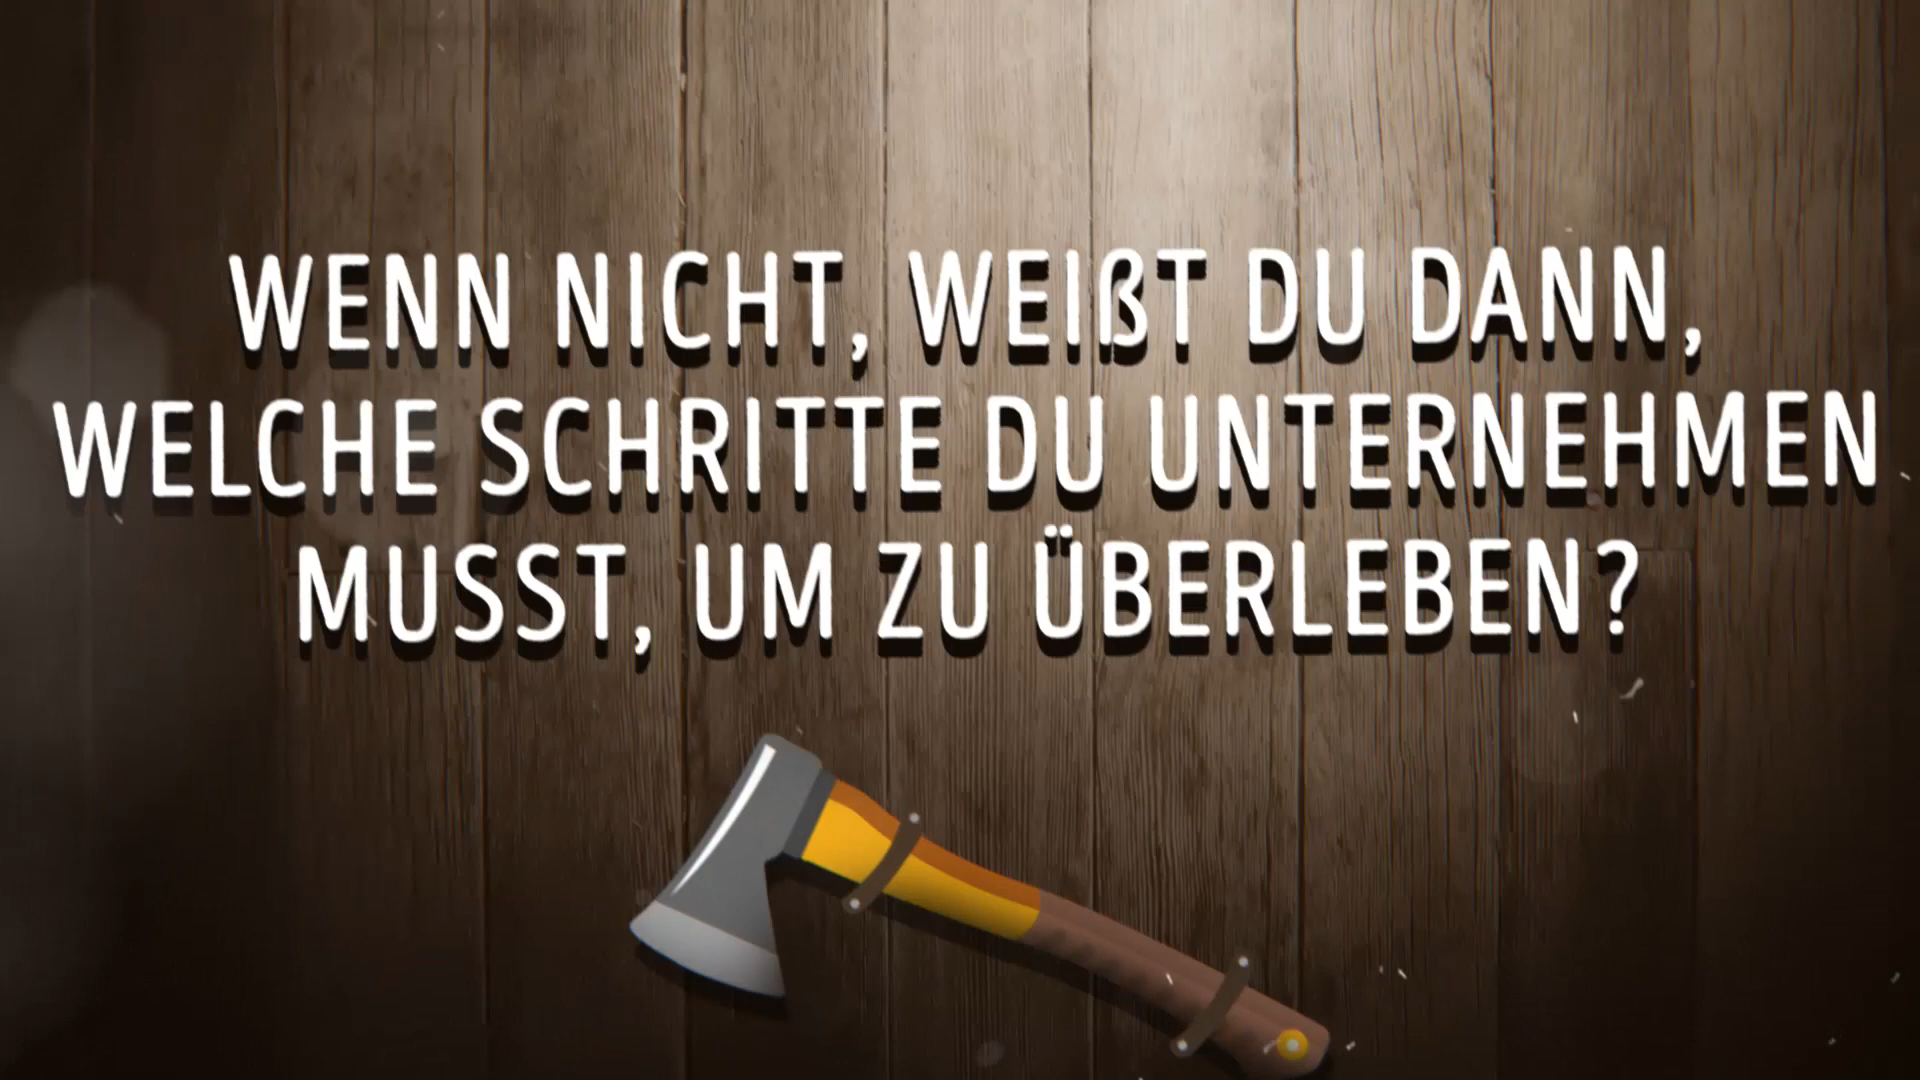 WENN NICHT, WEIßT DU DANN,
WELCHE SCHRITTE DU UNTERNEHMEN
MUSST, UM ZU ÜBERLEBEN?